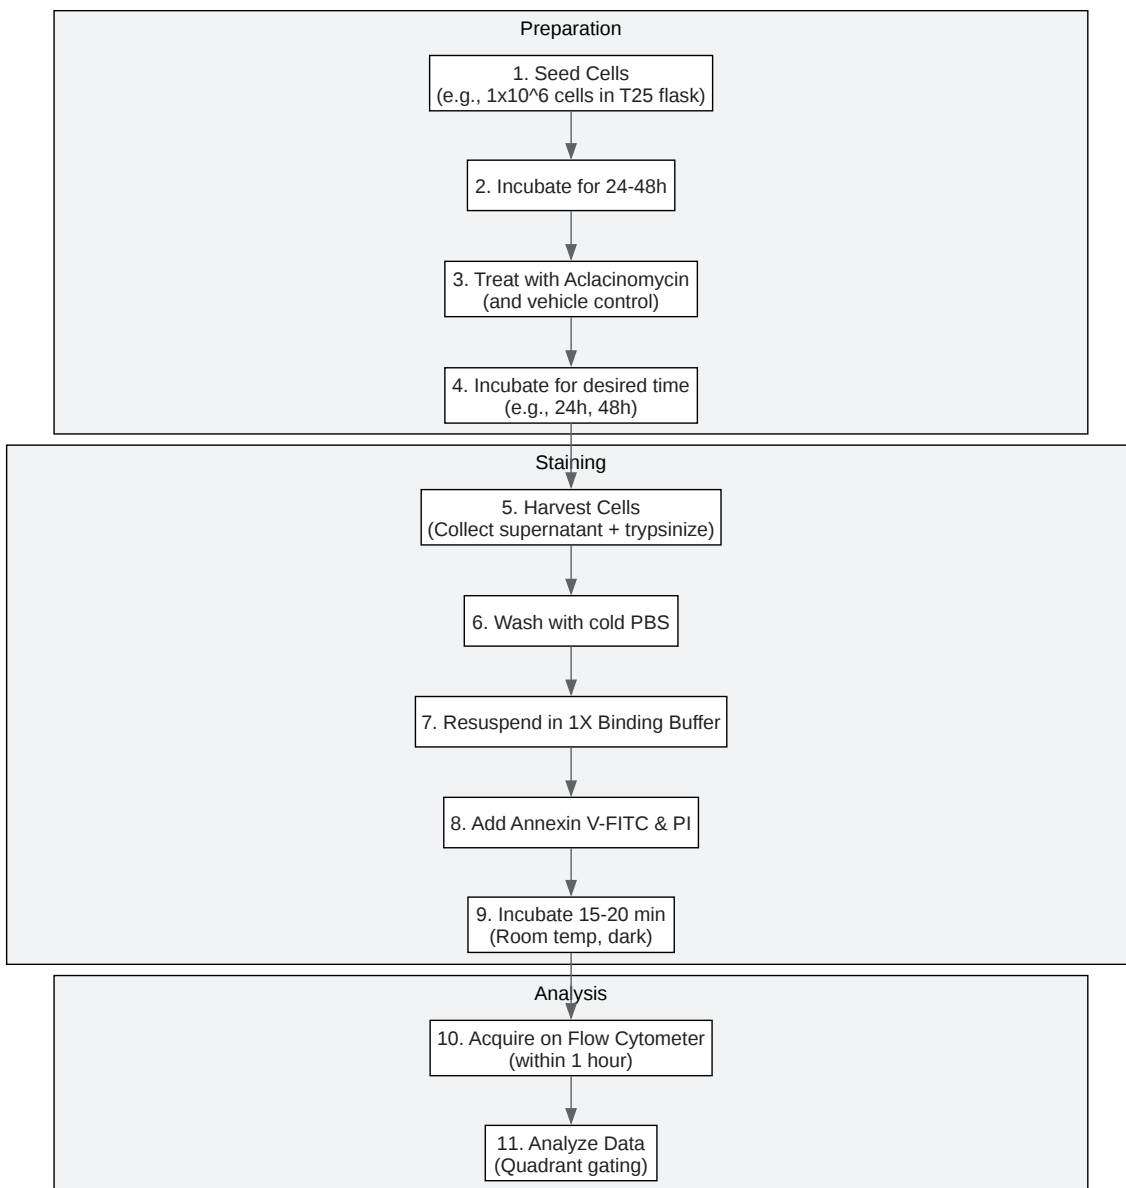 Preparation
1. Seed Cells
(e.g., 1x10^6 cells in T25 flask)
2. Incubate for 24-48h
3. Treat with Aclacinomycin
(and vehicle control)
4. Incubate for desired time
(e.g., 24h, 48h)
Staining
5. Harvest Cells
(Collect supernatant + trypsinize)
6. Wash with cold PBS
7. Resuspend in 1X Binding Buffer
8. Add Annexin V-FITC & PI
9. Incubate 15-20 min
(Room temp, dark)
Analysis
10. Acquire on Flow Cytometer
(within 1 hour)
11. Analyze Data
(Quadrant gating)